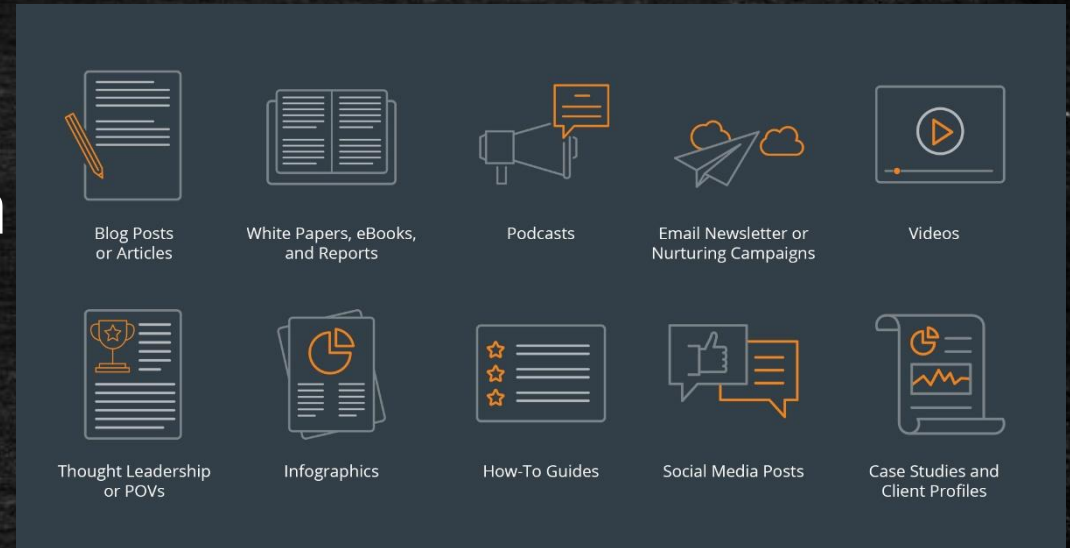 Blog Posts
or Articles
White Papers, eBooks,
and Reports
Podcasts
Email Newsletter or
Nurturing Campaigns
Videos
Thought Leadership
or POVs
Infographics
How-To Guides
Social Media Posts
Case Studies and
Client Profiles